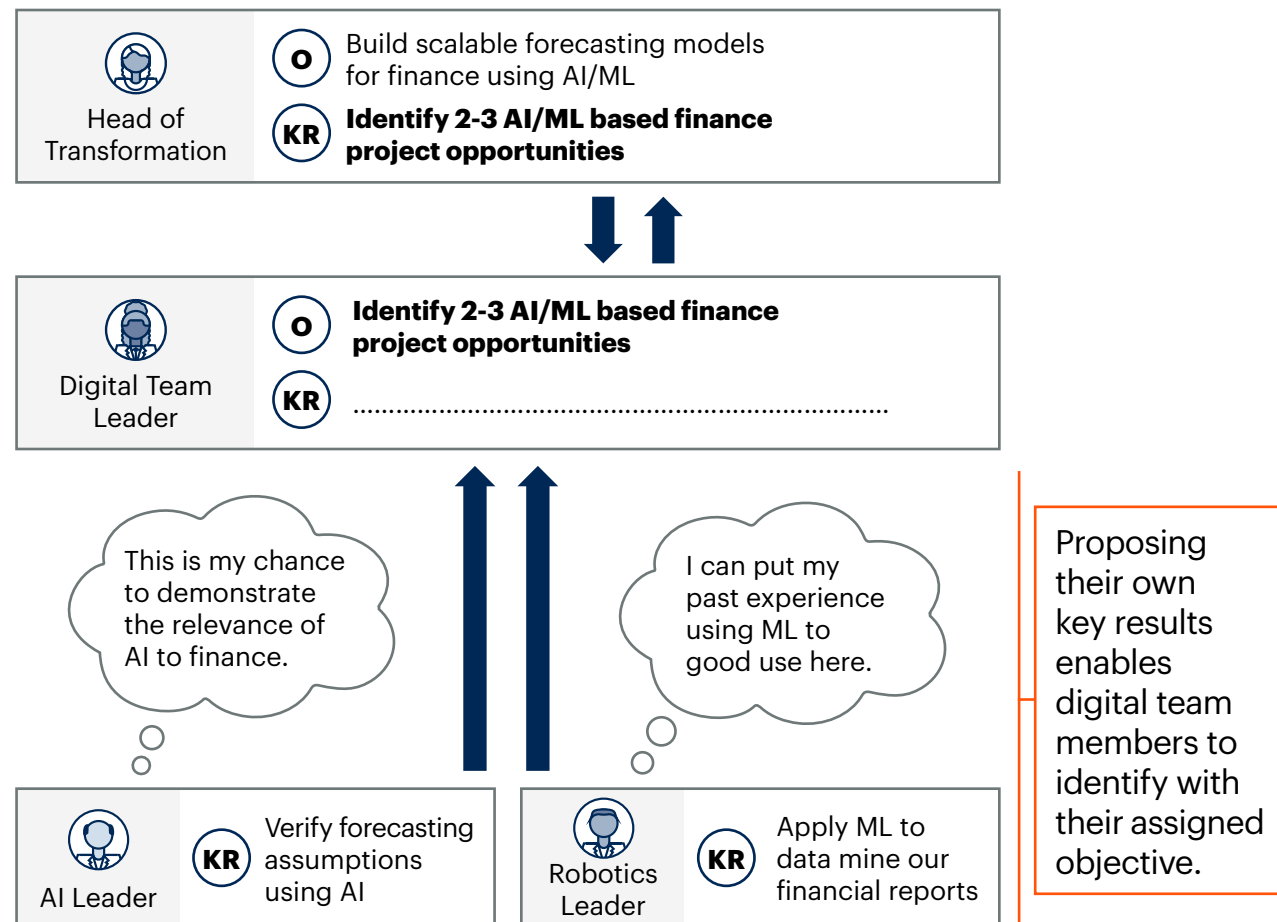 Head of
Transformation
O
Build scalable forecasting models
for finance using AI/ML
KR
Identify 2-3 AI/ML based finance
project opportunities
Digital Team
Leader
O
Identify 2-3 AI/ML based finance
project opportunities
KR
................................................................
This is my chance
to demonstrate
the relevance of
AI to finance.
I can put my
past experience
using ML to
good use here.
Proposing
their own
key results
enables
digital team
members to
identify with
their assigned
objective.
AI Leader
KR
Verify forecasting
assumptions
using AI
Robotics
Leader
KR
Apply ML to
data mine our
financial reports